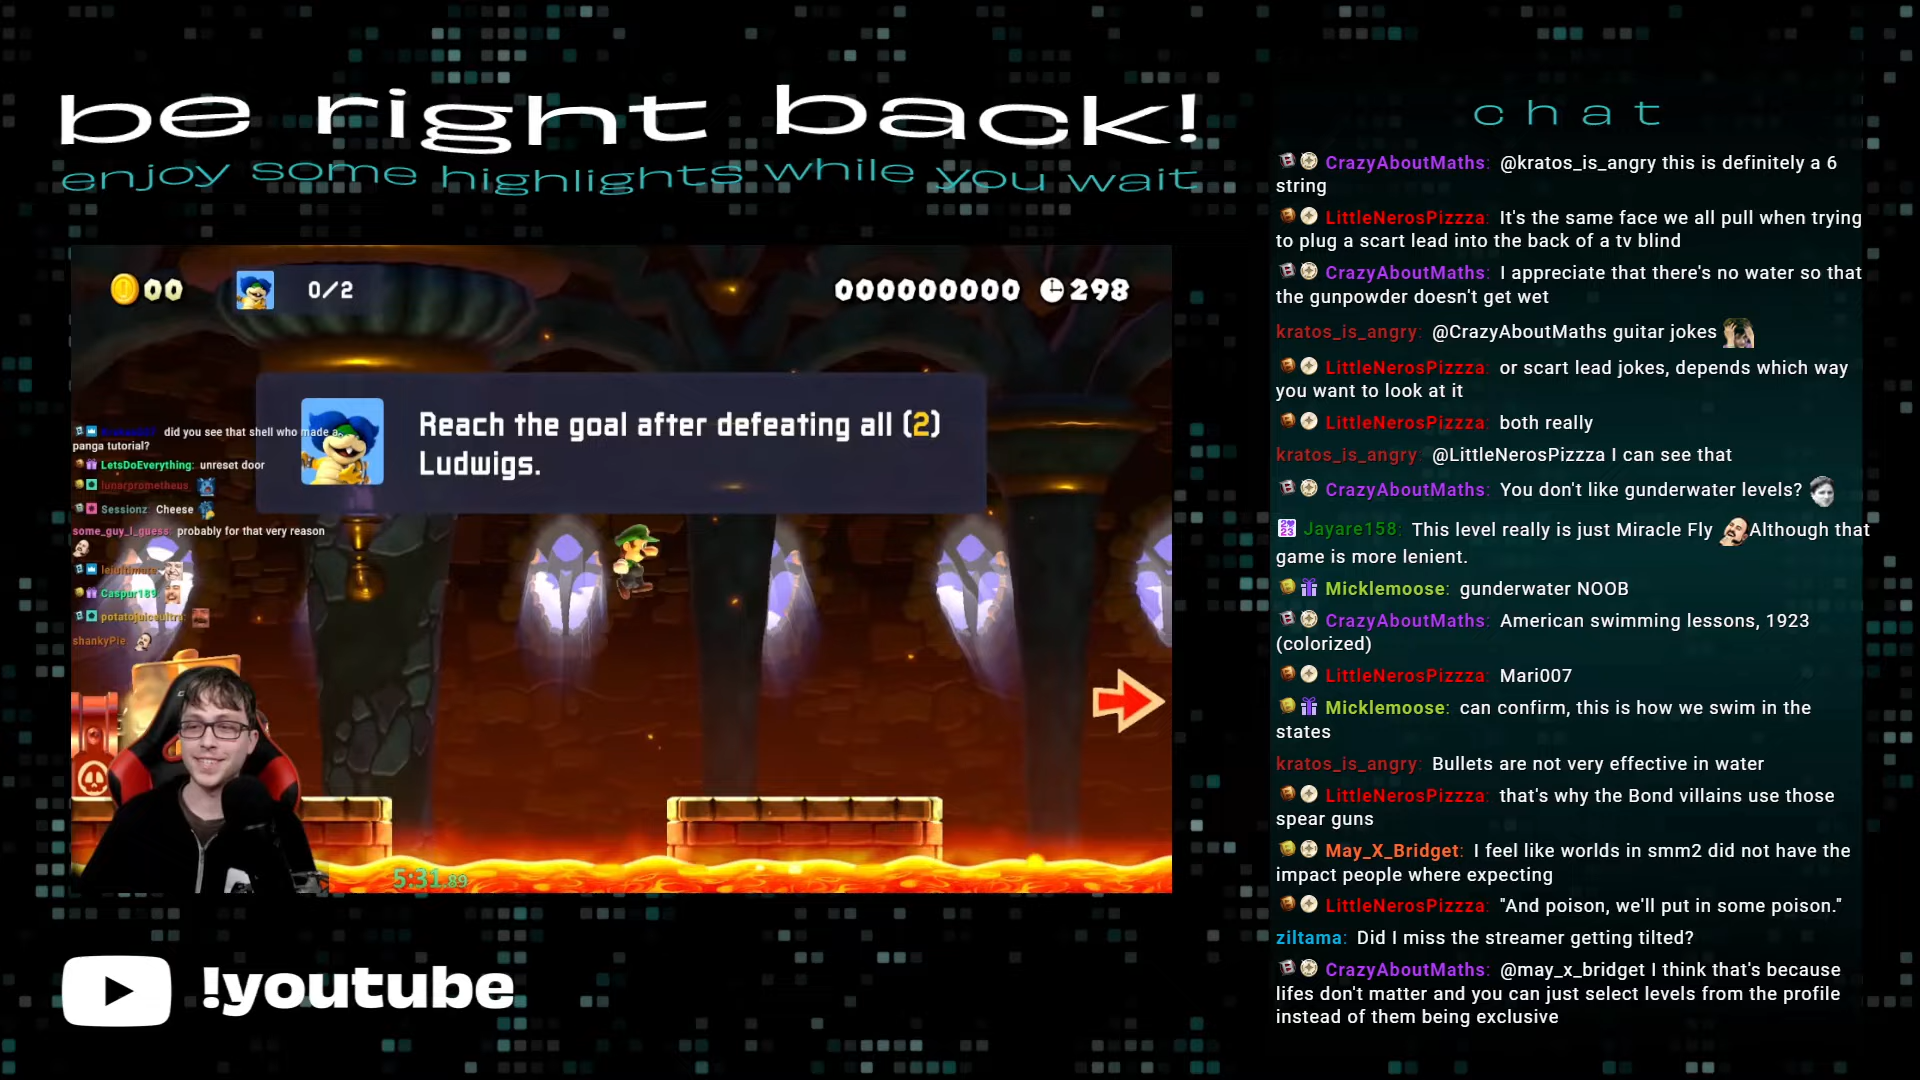 be right back!
enjoy some highlights while you wait
00
0/2
000000000
298
Reach the goal after defeating all (2)
Ludwigs.
did you see that shell who made a
panga tutorial?
LetsDoEverything: unreset door
lunarprometheus
Sessionz: Cheese
some_guy_I_guess: probably for that very reason
Caspur189
shankyPie:
5:31.89
!youtube
chat
CrazyAboutMaths: @kratos_is_angry this is definitely a 6
string
LittleNerosPizzza: It's the same face we all pull when trying
to plug a scart lead into the back of a tv blind
CrazyAboutMaths: I appreciate that there's no water so that
the gunpowder doesn't get wet
kratos_is_angry: @CrazyAboutMaths guitar jokes
LittleNerosPizzza: or scart lead jokes, depends which way
you want to look at it
LittleNerosPizzza: both really
kratos_is_angry: @LittleNerosPizzza I can see that
CrazyAboutMaths: You don't like gunderwater levels?
Jayare158: This level really is just Miracle Fly Although that
game is more lenient.
Micklemoose: gunderwater NOOB
CrazyAboutMaths: American swimming lessons, 1923
(colorized)
LittleNerosPizzza: Mari007
Micklemoose: can confirm, this is how we swim in the
states
kratos_is_angry: Bullets are not very effective in water
LittleNerosPizzza: that's why the Bond villains use those
spear guns
May_X_Bridget: I feel like worlds in smm2 did not have the
impact people where expecting
LittleNerosPizzza: "And poison, we'll put in some poison."
ziltama: Did I miss the streamer getting tilted?
CrazyAboutMaths: @may_x_bridget I think that's because
lifes don't matter and you can just select levels from the profile
instead of them being exclusive